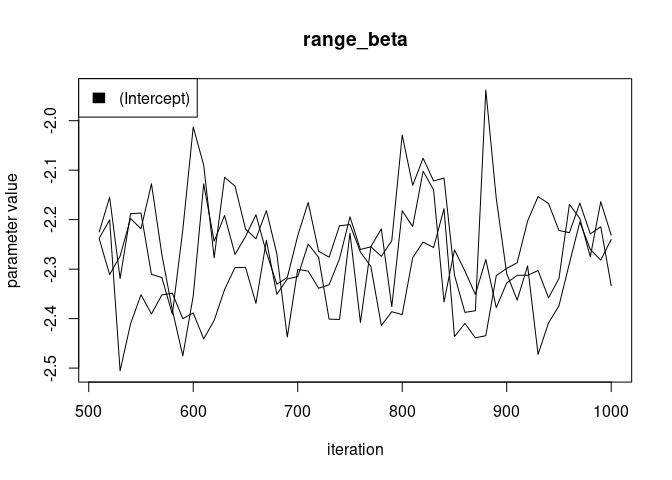 range_beta
(Intercept)
parameter value
-2.0
-2.1
-2.2
-2.3
-2.4
-2.5
500 600 700 800 900 1000
iteration